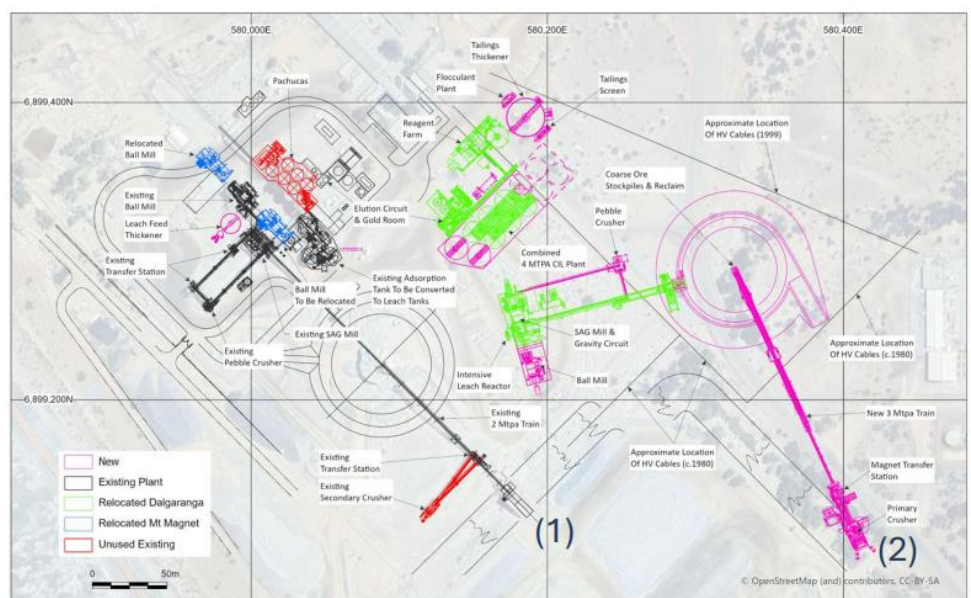 580,000E
580,200E
580,400E
6,899,400N
6,899,200N
Tailings
Thickener
Flocculant
Plant
Tailings
Screen
Pachucas
Reagent
Farm
Approximate Location
Of HV Cables (1999)
Relocated
Ball Mill
Coarse Ore
Stockpiles & Reclaim
Existing
Ball Mill
Elution Circuit
& Gold Room
Pebble
Crusher
Leach Feed
Thickener
Combined
4 MTPA CIL Plant
Existing
Transfer Station
Ball Mill
To Be Relocated
Existing Adsorption
Tank To Be Converted
To Leach Tanks
Existing SAG Mill
SAG Mill &
Gravity Circuit
Approximate Location
Of HV Cables (c.1980)
Existing
Pebble Crusher
Intensive
Leach Reactor
Ball Mill
Existing
2 Mtpa Train
New 3 Mtpa Train
Existing
Transfer Station
Approximate Location
Of HV Cables (c.1980)
Existing
Secondary Crusher
Magnet Transfer
Station
Primary
Crusher
New
Existing Plant
Relocated Dalgaranga
Relocated Mt Magnet
Unused Existing
0 50m
(1)
(2)
© OpenStreetMap (and) contributors, CC-BY-SA